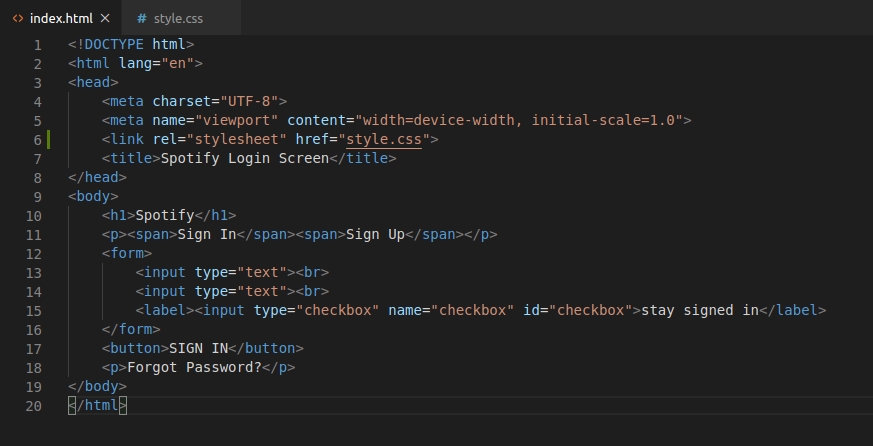 index.html × # style.css
1 <!DOCTYPE html>
2 <html lang="en">
3 <head>
4     <meta charset="UTF-8">
5     <meta name="viewport" content="width=device-width, initial-scale=1.0">
6     <link rel="stylesheet" href="style.css">
7     <title>Spotify Login Screen</title>
8 </head>
9 <body>
10     <h1>Spotify</h1>
11     <p><span>Sign In</span><span>Sign Up</span></p>
12     <form>
13         <input type="text"><br>
14         <input type="text"><br>
15         <label><input type="checkbox" name="checkbox" id="checkbox">stay signed in</label>
16     </form>
17     <button>SIGN IN</button>
18     <p>Forgot Password?</p>
19 </body>
20 </html>